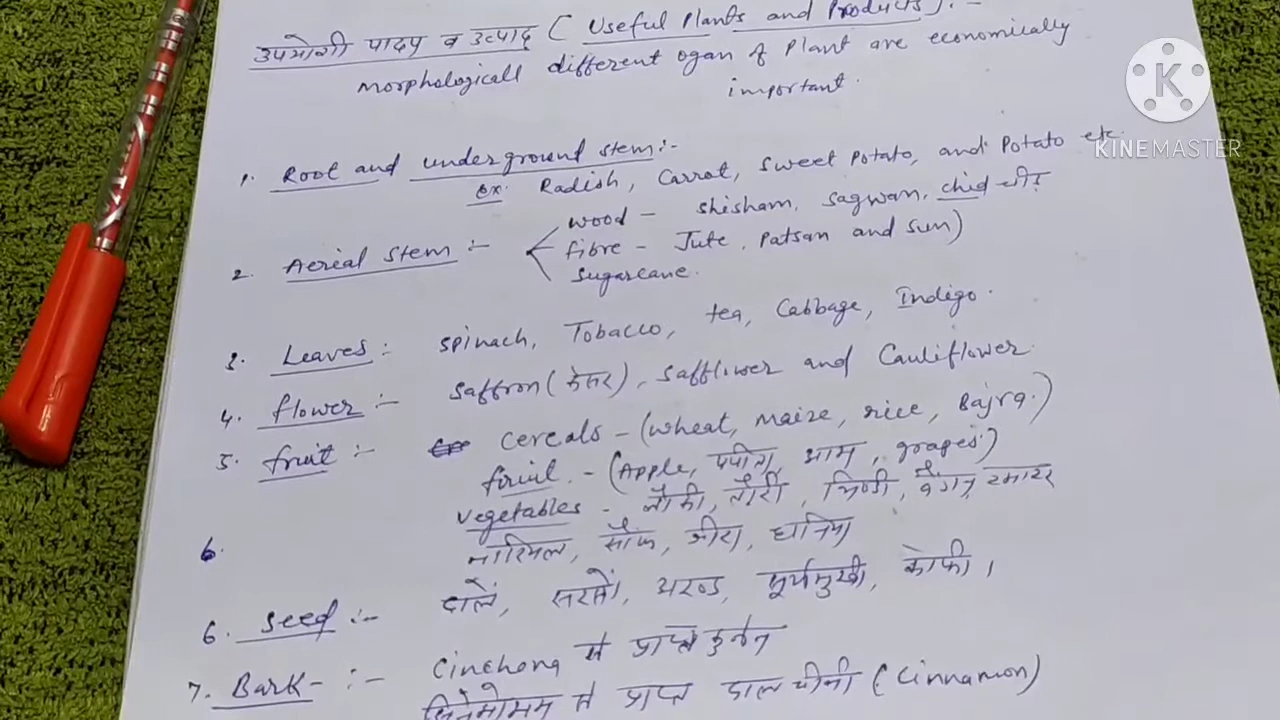 उपयोगी पादप व उत्पाद ( Useful Plants and Products ) :-
Morphologicall different ogan of Plant are economically
important.
1. Root and underground stem :-
ex. Radish, Carrot, Sweet Potato, and Potato etc.
wood - Shisham, Sagwan, chid चीड़
2. Aerial Stem :- fibre - Jute, Patsan and Sun)
Sugarcane.
3. Leaves :- Spinach, Tobacco, tea, Cabbage, Indigo.
4. flower :- Saffron (केसर), Safflower and Cauliflower.
5. fruit :- Cereals - (Wheat, Maize, rice, Bajra.)
fruit - (Apple, पपीता, आम, grapes.)
Vegetables - लौकी, तौरी, भिण्डी, बैंगन, टमाटर
6
नारियल, सौंफ, जीरा, धनिया
6. Seed :- दालें, सरसों, अरण्ड, सूर्यमुखी, कोफी।
7. Bark :- Cinchona से प्राप्त कुनैन
सिनेमोमम से प्राप्त दालचीनी (Cinnamon)
KINEMASTER